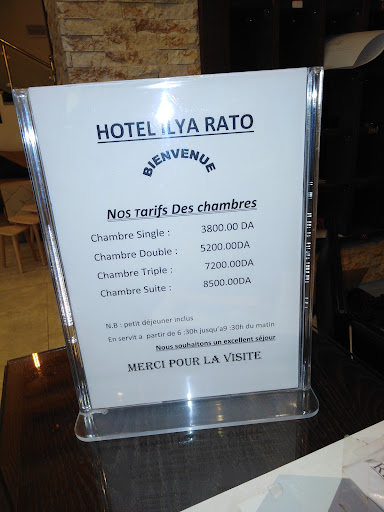 HOTEL ILYA RATO
BIENVENUE
Nos Tarifs Des chambres
Chambre Single : 3800.00 DA
Chambre Double : 5200.00DA
Chambre Triple : 7200.00 DA
Chambre Suite : 8500.00DA
N.B : petit déjeuner inclus
En servit a partir de 6 :30h jusqu'a9 :30h du matin
Nous souhaitons un excellent séjour
MERCI POUR LA VISITE